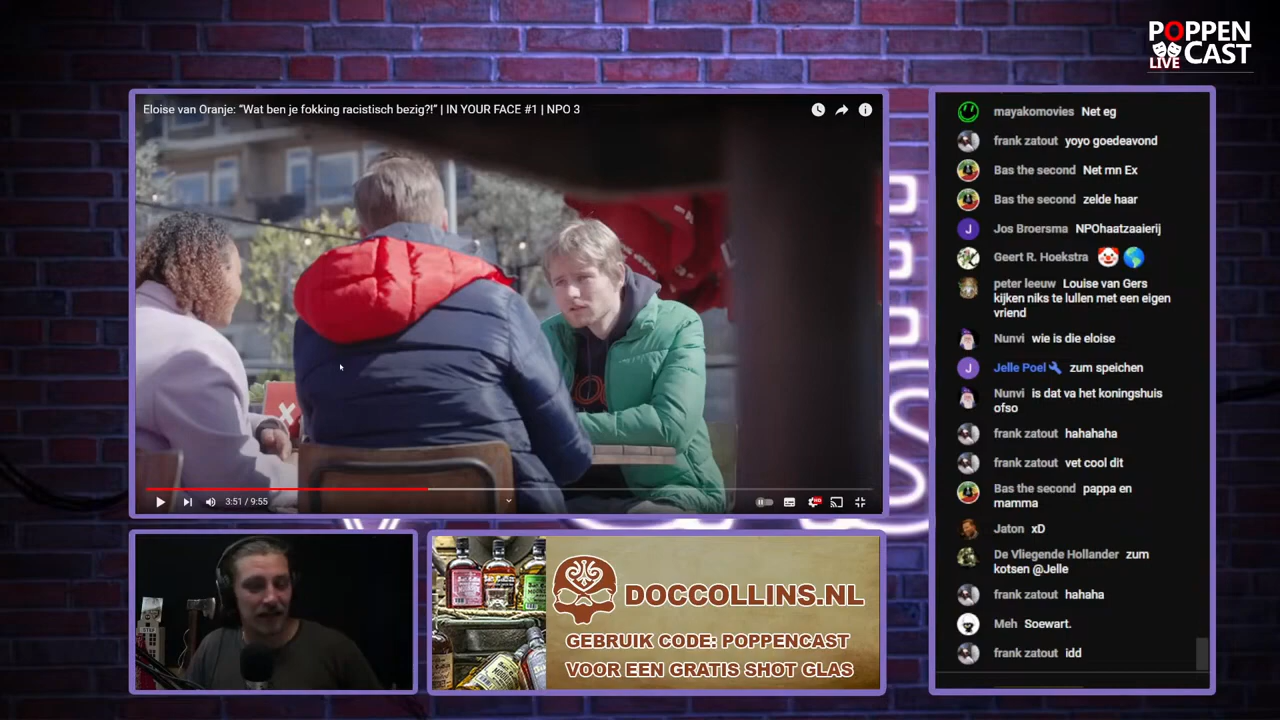 POPPEN
LIVE CAST
Eloise van Oranje: “Wat ben je fokking racistisch bezig?!” | IN YOUR FACE #1 | NPO 3
3:51 / 9:55
HD
DOCCOLLINS.NL
GEBRUIK CODE: POPPENCAST
VOOR EEN GRATIS SHOT GLAS
mayakomovies Net eg
frank zatout yoyo goedeavond
Bas the second Net mn Ex
Bas the second zelde haar
J Jos Broersma NPOhaatzaaierij
Geert R. Hoekstra
peter leeuw Louise van Gers
kijken niks te lullen met een eigen
vriend
Nunvi wie is die eloise
J Jelle Poel zum speichen
Nunvi is dat va het koningshuis
ofso
frank zatout hahahaha
frank zatout vet cool dit
Bas the second pappa en
mamma
Jaton xD
De Vliegende Hollander zum
kotsen @Jelle
frank zatout hahaha
Meh Soewart.
frank zatout idd